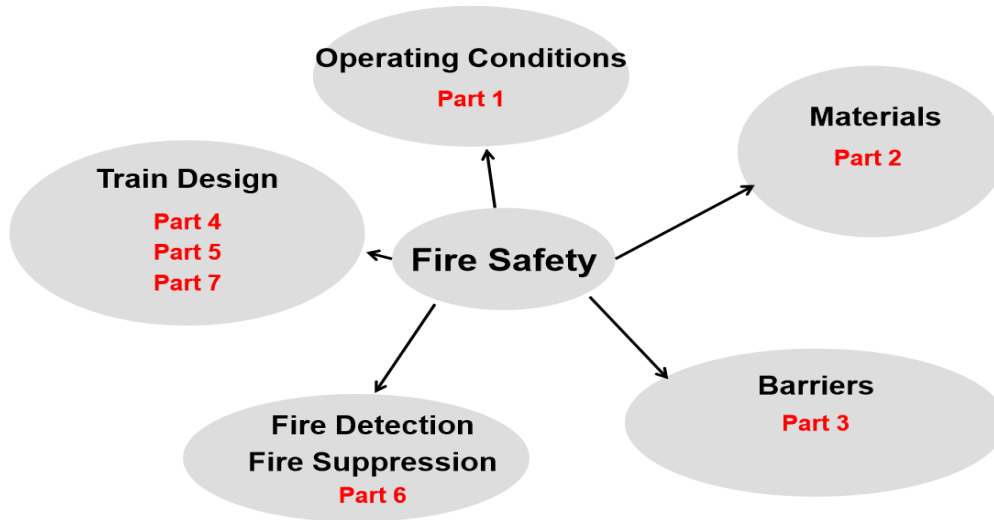 Operating Conditions
Part 1
Materials
Part 2
Train Design
Part 4
Part 5
Part 7
Fire Safety
Barriers
Part 3
Fire Detection
Fire Suppression
Part 6